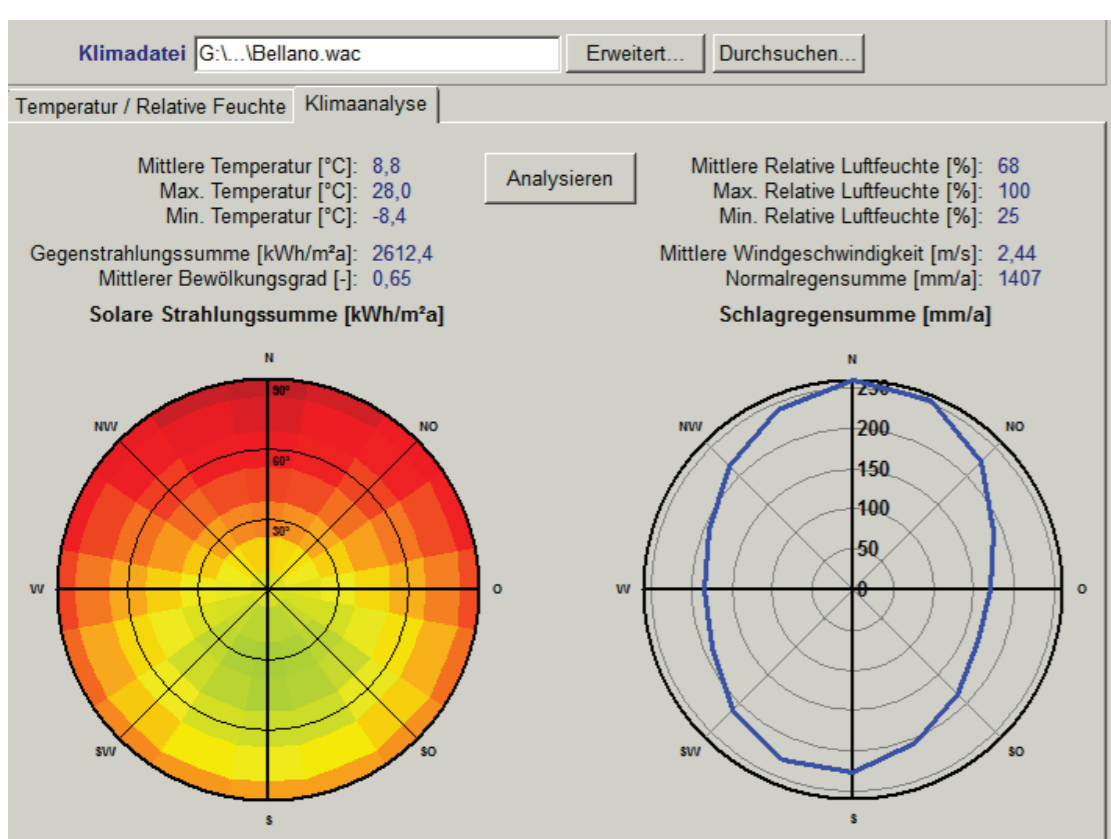 Klimadatei G:\...\Bellano.wac Erweitert... Durchsuchen...
Temperatur / Relative Feuchte Klimaanalyse
Mittlere Temperatur [°C]: 8,8
Max. Temperatur [°C]: 28,0
Min. Temperatur [°C]: -8,4
Analysieren
Mittlere Relative Luftfeuchte [%]: 68
Max. Relative Luftfeuchte [%]: 100
Min. Relative Luftfeuchte [%]: 25
Gegenstrahlungssumme [kWh/m²a]: 2612,4
Mittlerer Bewölkungsgrad [-]: 0,65
Mittlere Windgeschwindigkeit [m/s]: 2,44
Normalregensumme [mm/a]: 1407
Solare Strahlungssumme [kWh/m²a]
N
90°
NW NO
60°
30°
W O
SW SO
S
Schlagregensumme [mm/a]
N
250
NW 200 NO
150
100
50
W 0 O
SW SO
S